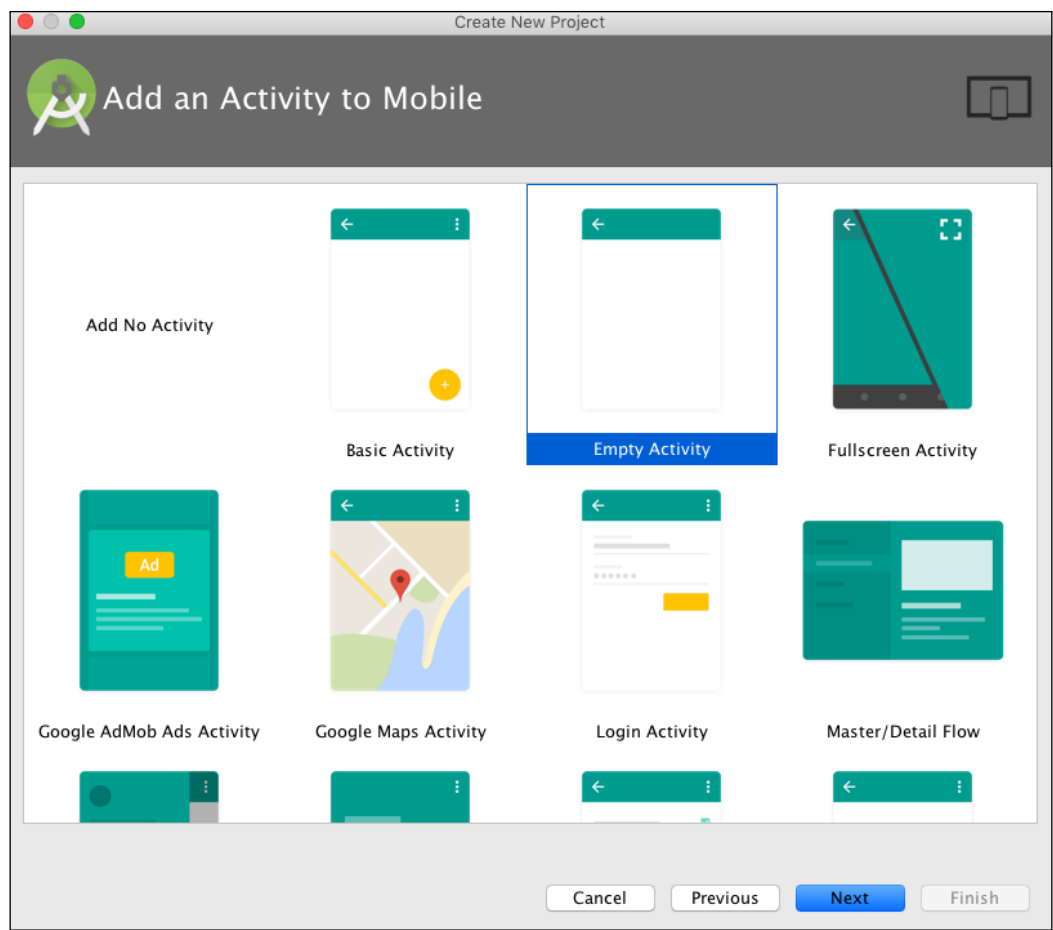 Create New Project
Add an Activity to Mobile
Add No Activity
Basic Activity
Empty Activity
Fullscreen Activity
Ad
Google AdMob Ads Activity
Google Maps Activity
Login Activity
Master/Detail Flow
Cancel
Previous
Next
Finish